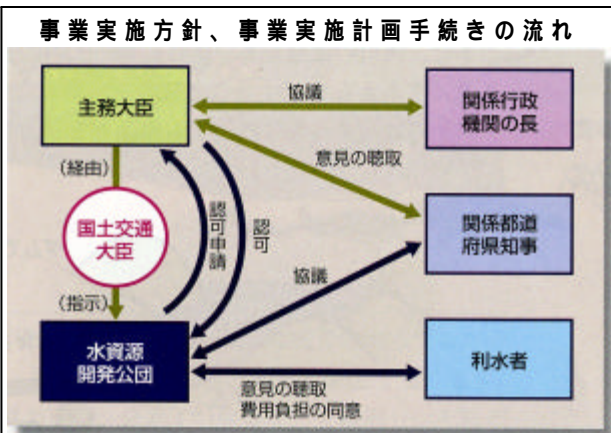 事業実施方針、事業実施計画手続きの流れ
主務大臣
協議
関係行政
機関の長
(経由)
意見の聴取
国土交通
大臣
認可申請
認可
関係都道
府県知事
(指示)
協議
水資源
開発公団
利水者
意見の聴取
費用負担の同意